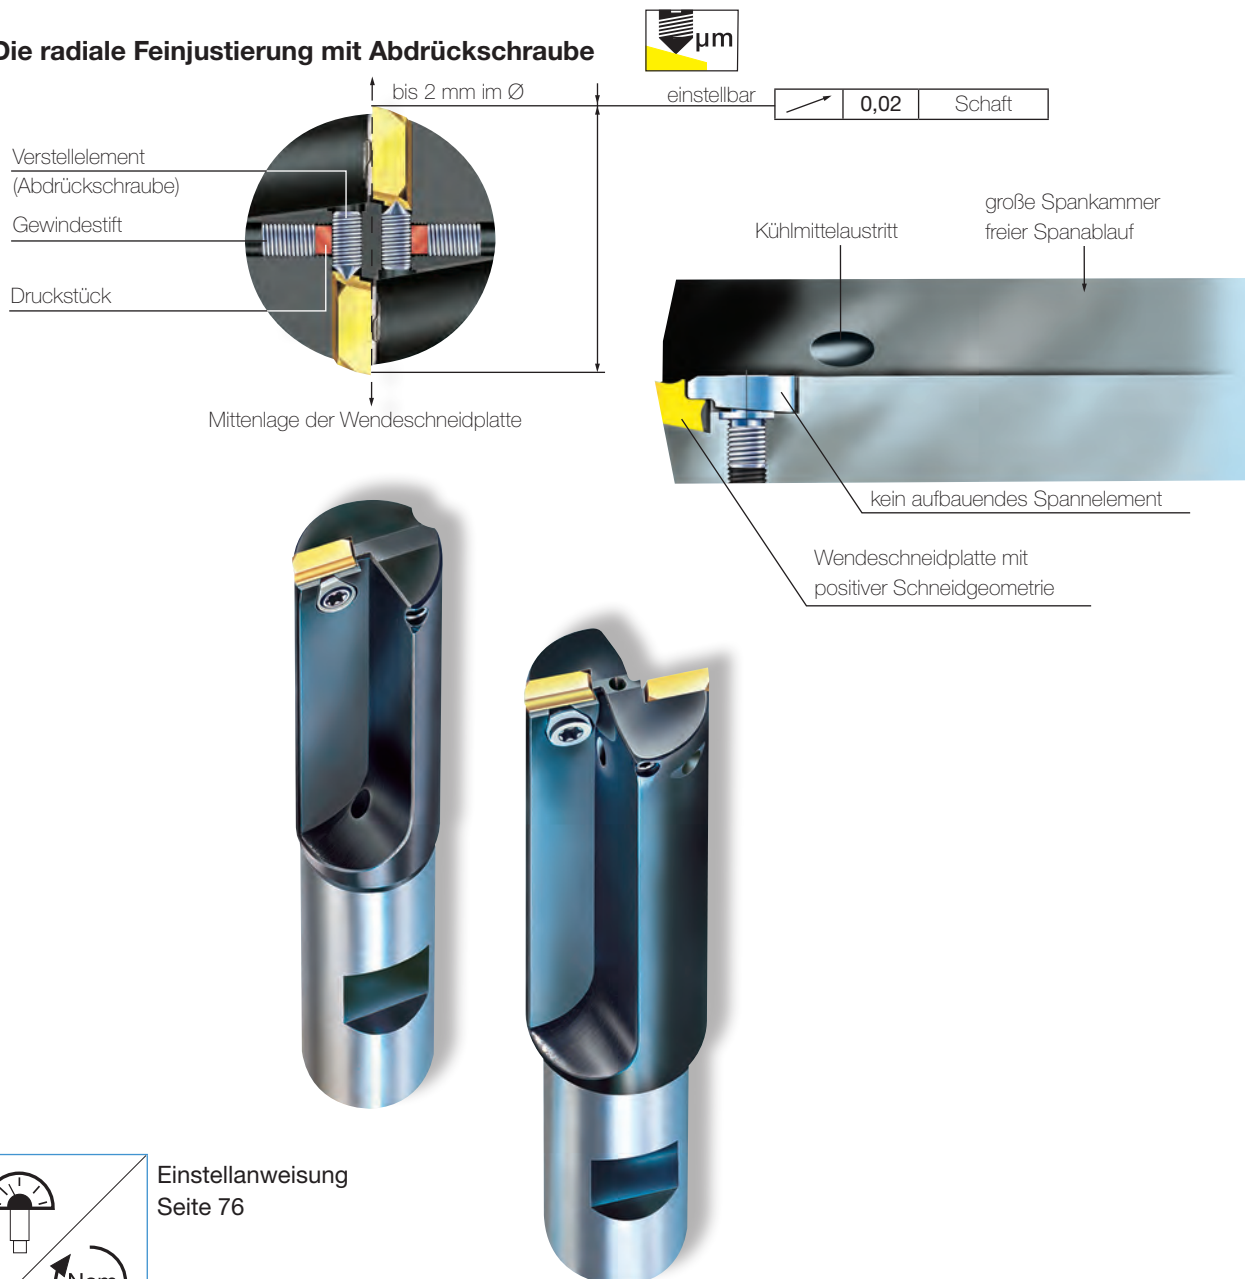 Die radiale Feinjustierung mit Abdrückschraube
µm
bis 2 mm im Ø
einstellbar
0,02 Schaft
Verstellelement
(Abdrückschraube)
Gewindestift
Druckstück
Mittenlage der Wendeschneidplatte
Kühlmittelaustritt
große Spankammer
freier Spanablauf
kein aufbauendes Spannelement
Wendeschneidplatte mit
positiver Schneidgeometrie
Einstellanweisung
Seite 76